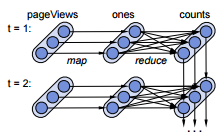 pageViews ones counts
t = 1:
map reduce
t = 2:
. . .